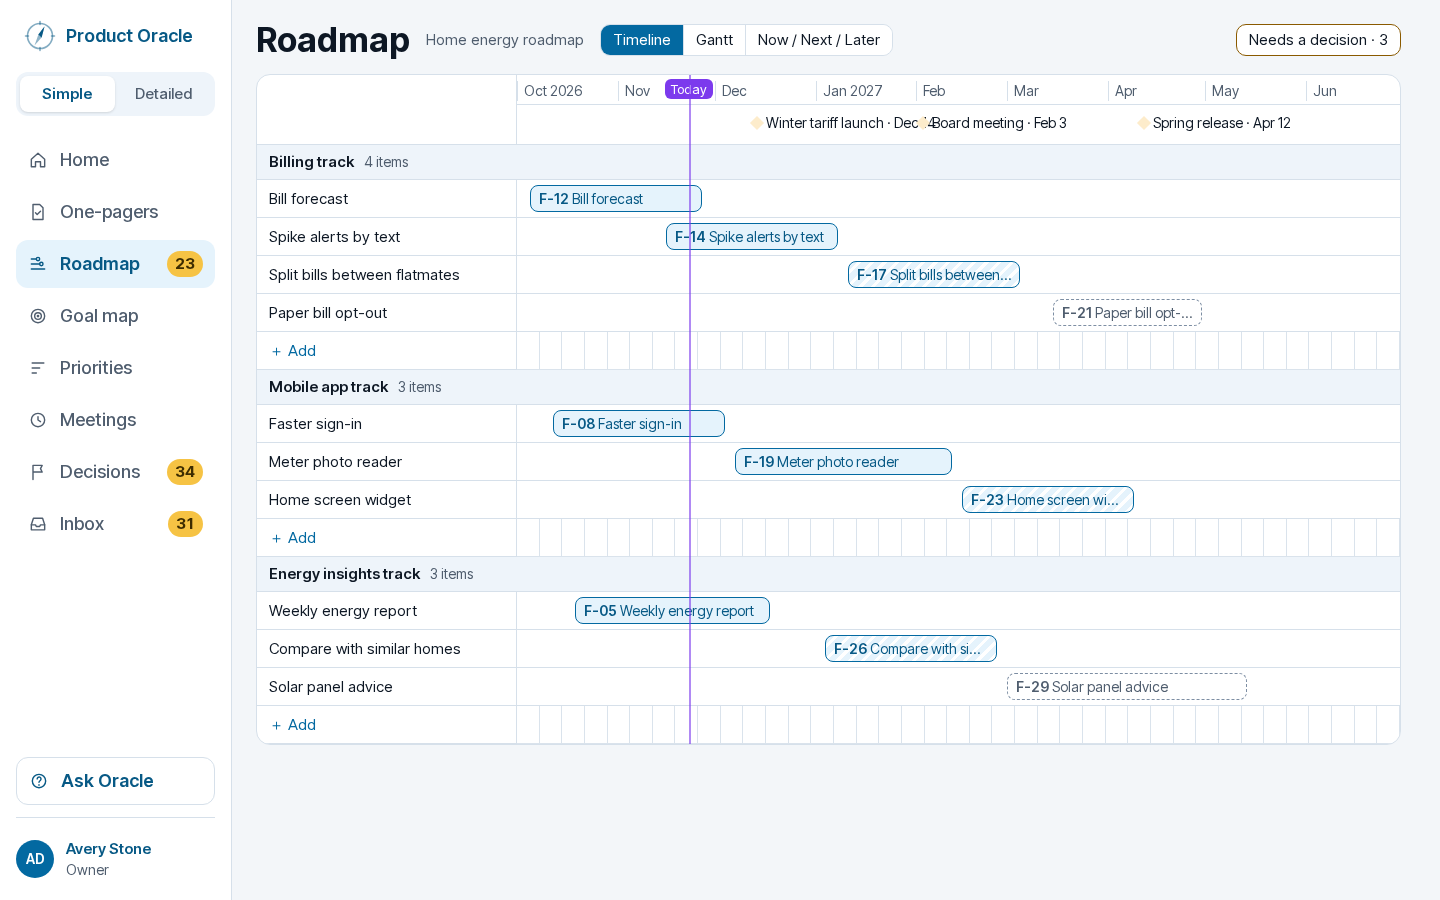 Product Oracle
Simple
Detailed
Home
One-pagers
Roadmap
23
Goal map
Priorities
Meetings
Decisions
34
Inbox
31
Ask Oracle
AD
Avery Stone
Owner
Roadmap
Home energy roadmap
Timeline
Gantt
Now / Next / Later
Needs a decision · 3
Oct 2026
Nov
Today
Dec
Jan 2027
Feb
Mar
Apr
May
Jun
Winter tariff launch · Dec 14
Board meeting · Feb 3
Spring release · Apr 12
Billing track 4 items
Bill forecast
F-12 Bill forecast
Spike alerts by text
F-14 Spike alerts by text
Split bills between flatmates
F-17 Split bills between...
Paper bill opt-out
F-21 Paper bill opt-...
+ Add
Mobile app track 3 items
Faster sign-in
F-08 Faster sign-in
Meter photo reader
F-19 Meter photo reader
Home screen widget
F-23 Home screen wi...
+ Add
Energy insights track 3 items
Weekly energy report
F-05 Weekly energy report
Compare with similar homes
F-26 Compare with si...
Solar panel advice
F-29 Solar panel advice
+ Add